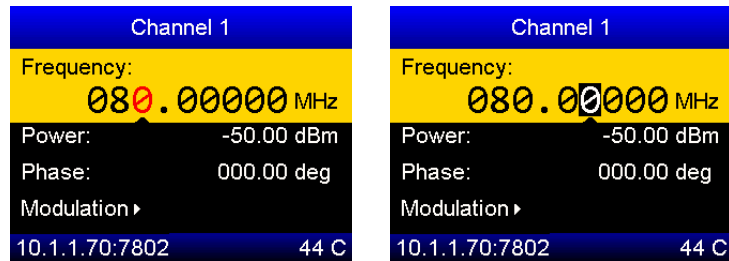 Channel 1
Frequency:
080.00000 MHz
Power: -50.00 dBm
Phase: 000.00 deg
Modulation ▸
10.1.1.70:7802 44 C
Channel 1
Frequency:
080.00000 MHz
Power: -50.00 dBm
Phase: 000.00 deg
Modulation ▸
10.1.1.70:7802 44 C